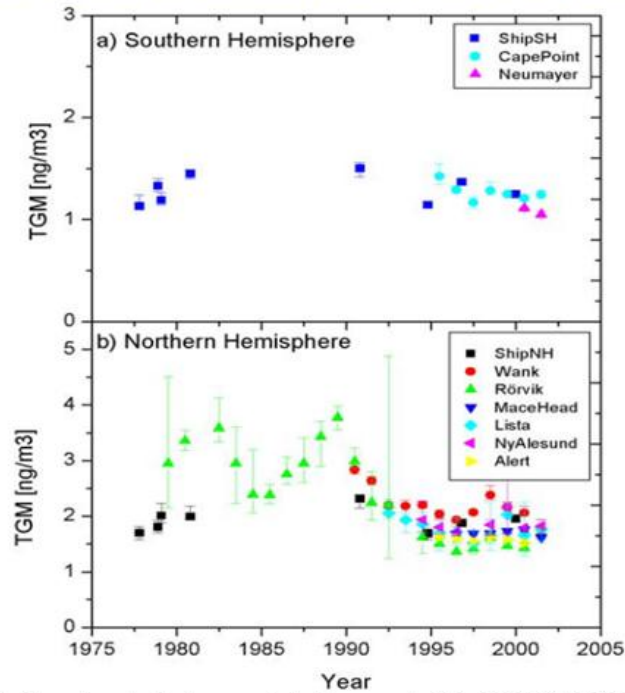 a) Southern Hemisphere
ShipSH
CapePoint
Neumayer
TGM [ng/m3]
3
2
1
0
b) Northern Hemisphere
ShipNH
Wank
Rörvik
MaceHead
Lista
NyAlesund
Alert
TGM [ng/m3]
5
4
3
2
1
0
1975 1980 1985 1990 1995 2000 2005
Year